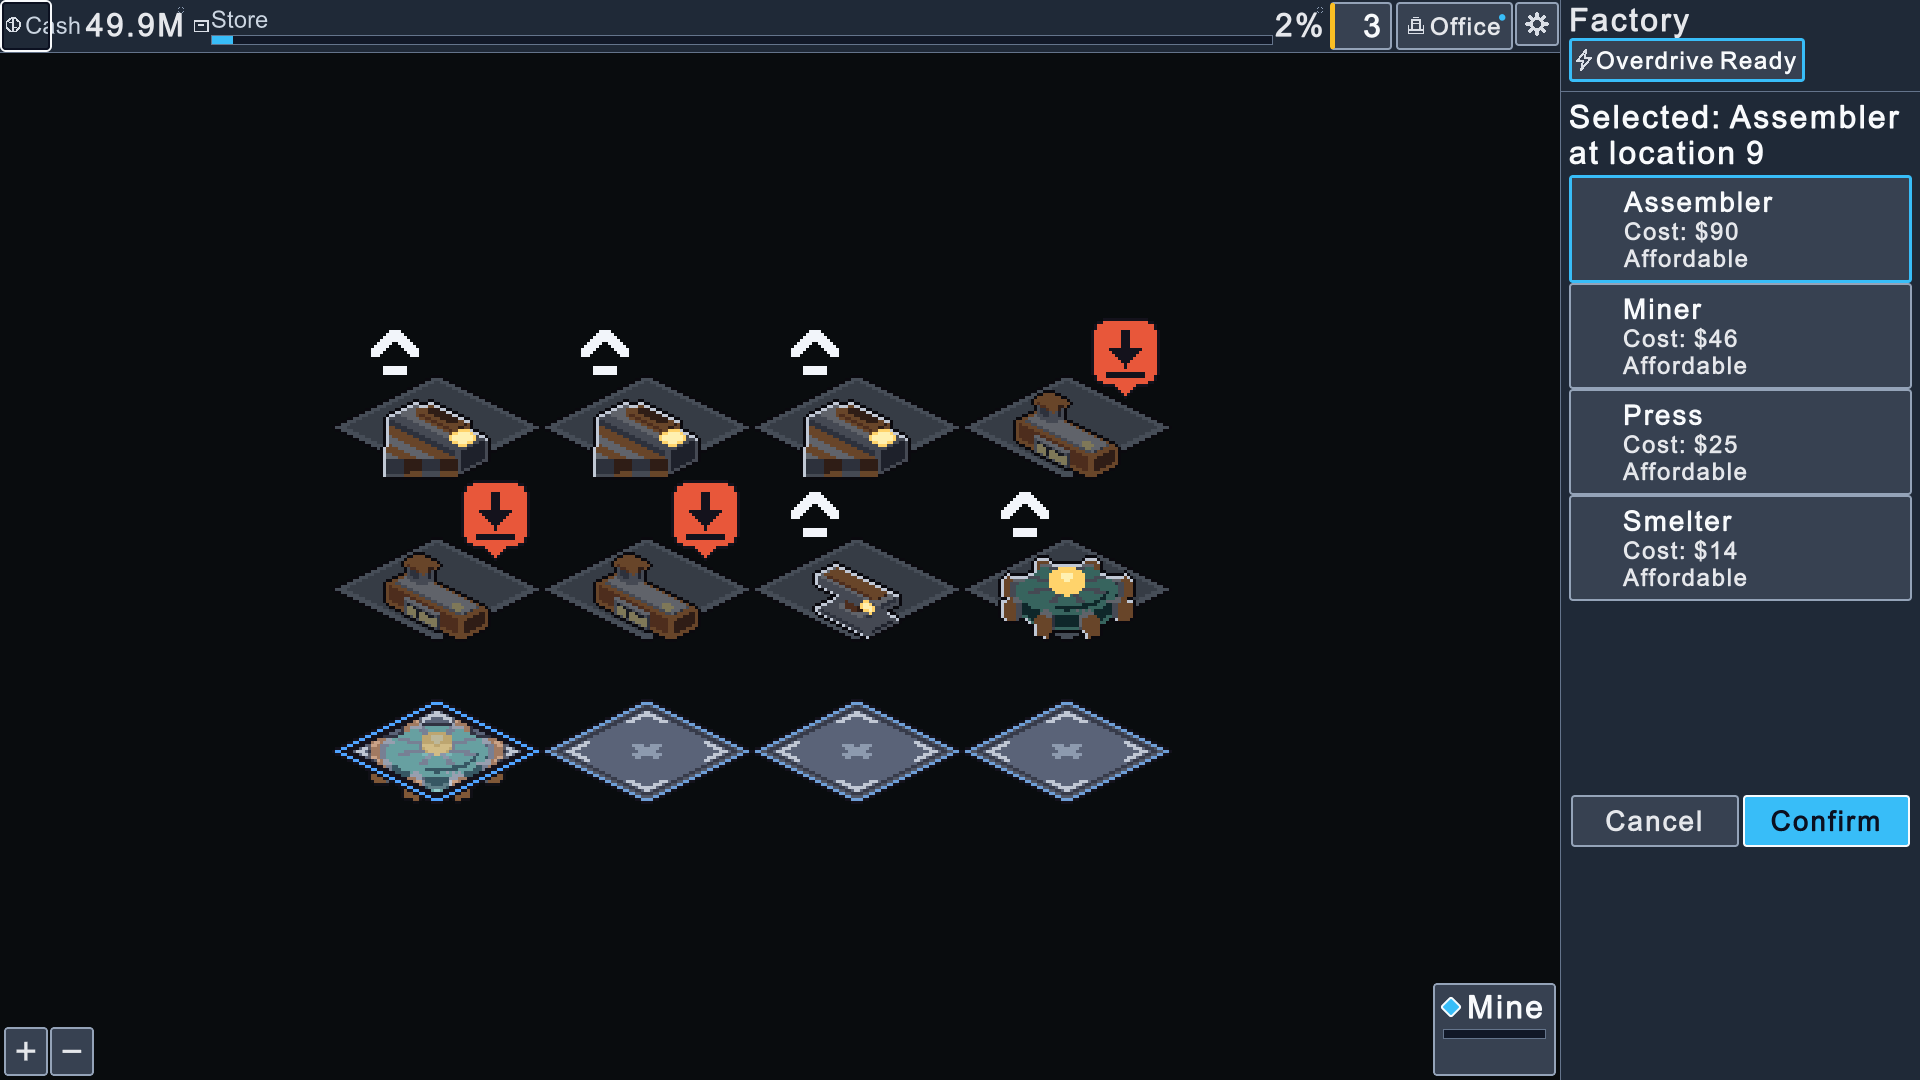 Cash 49.9M
Store
2%
3
Office
Factory
Overdrive Ready
Selected: Assembler
at location 9
Assembler
Cost: $90
Affordable
Miner
Cost: $46
Affordable
Press
Cost: $25
Affordable
Smelter
Cost: $14
Affordable
Cancel
Confirm
Mine
+
−